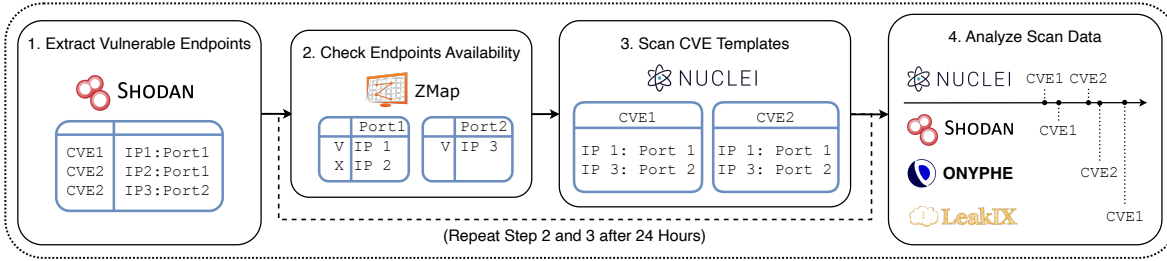 1. Extract Vulnerable Endpoints
SHODAN
CVE1 IP1:Port1
CVE2 IP2:Port1
CVE2 IP3:Port2
2. Check Endpoints Availability
ZMap
Port1
V IP 1
X IP 2
Port2
V IP 3
3. Scan CVE Templates
NUCLEI
CVE1
IP 1: Port 1
IP 3: Port 2
CVE2
IP 1: Port 1
IP 3: Port 2
4. Analyze Scan Data
NUCLEI
CVE1 CVE2
SHODAN
CVE1
ONYPHE
CVE2
LeakIX
CVE1
(Repeat Step 2 and 3 after 24 Hours)